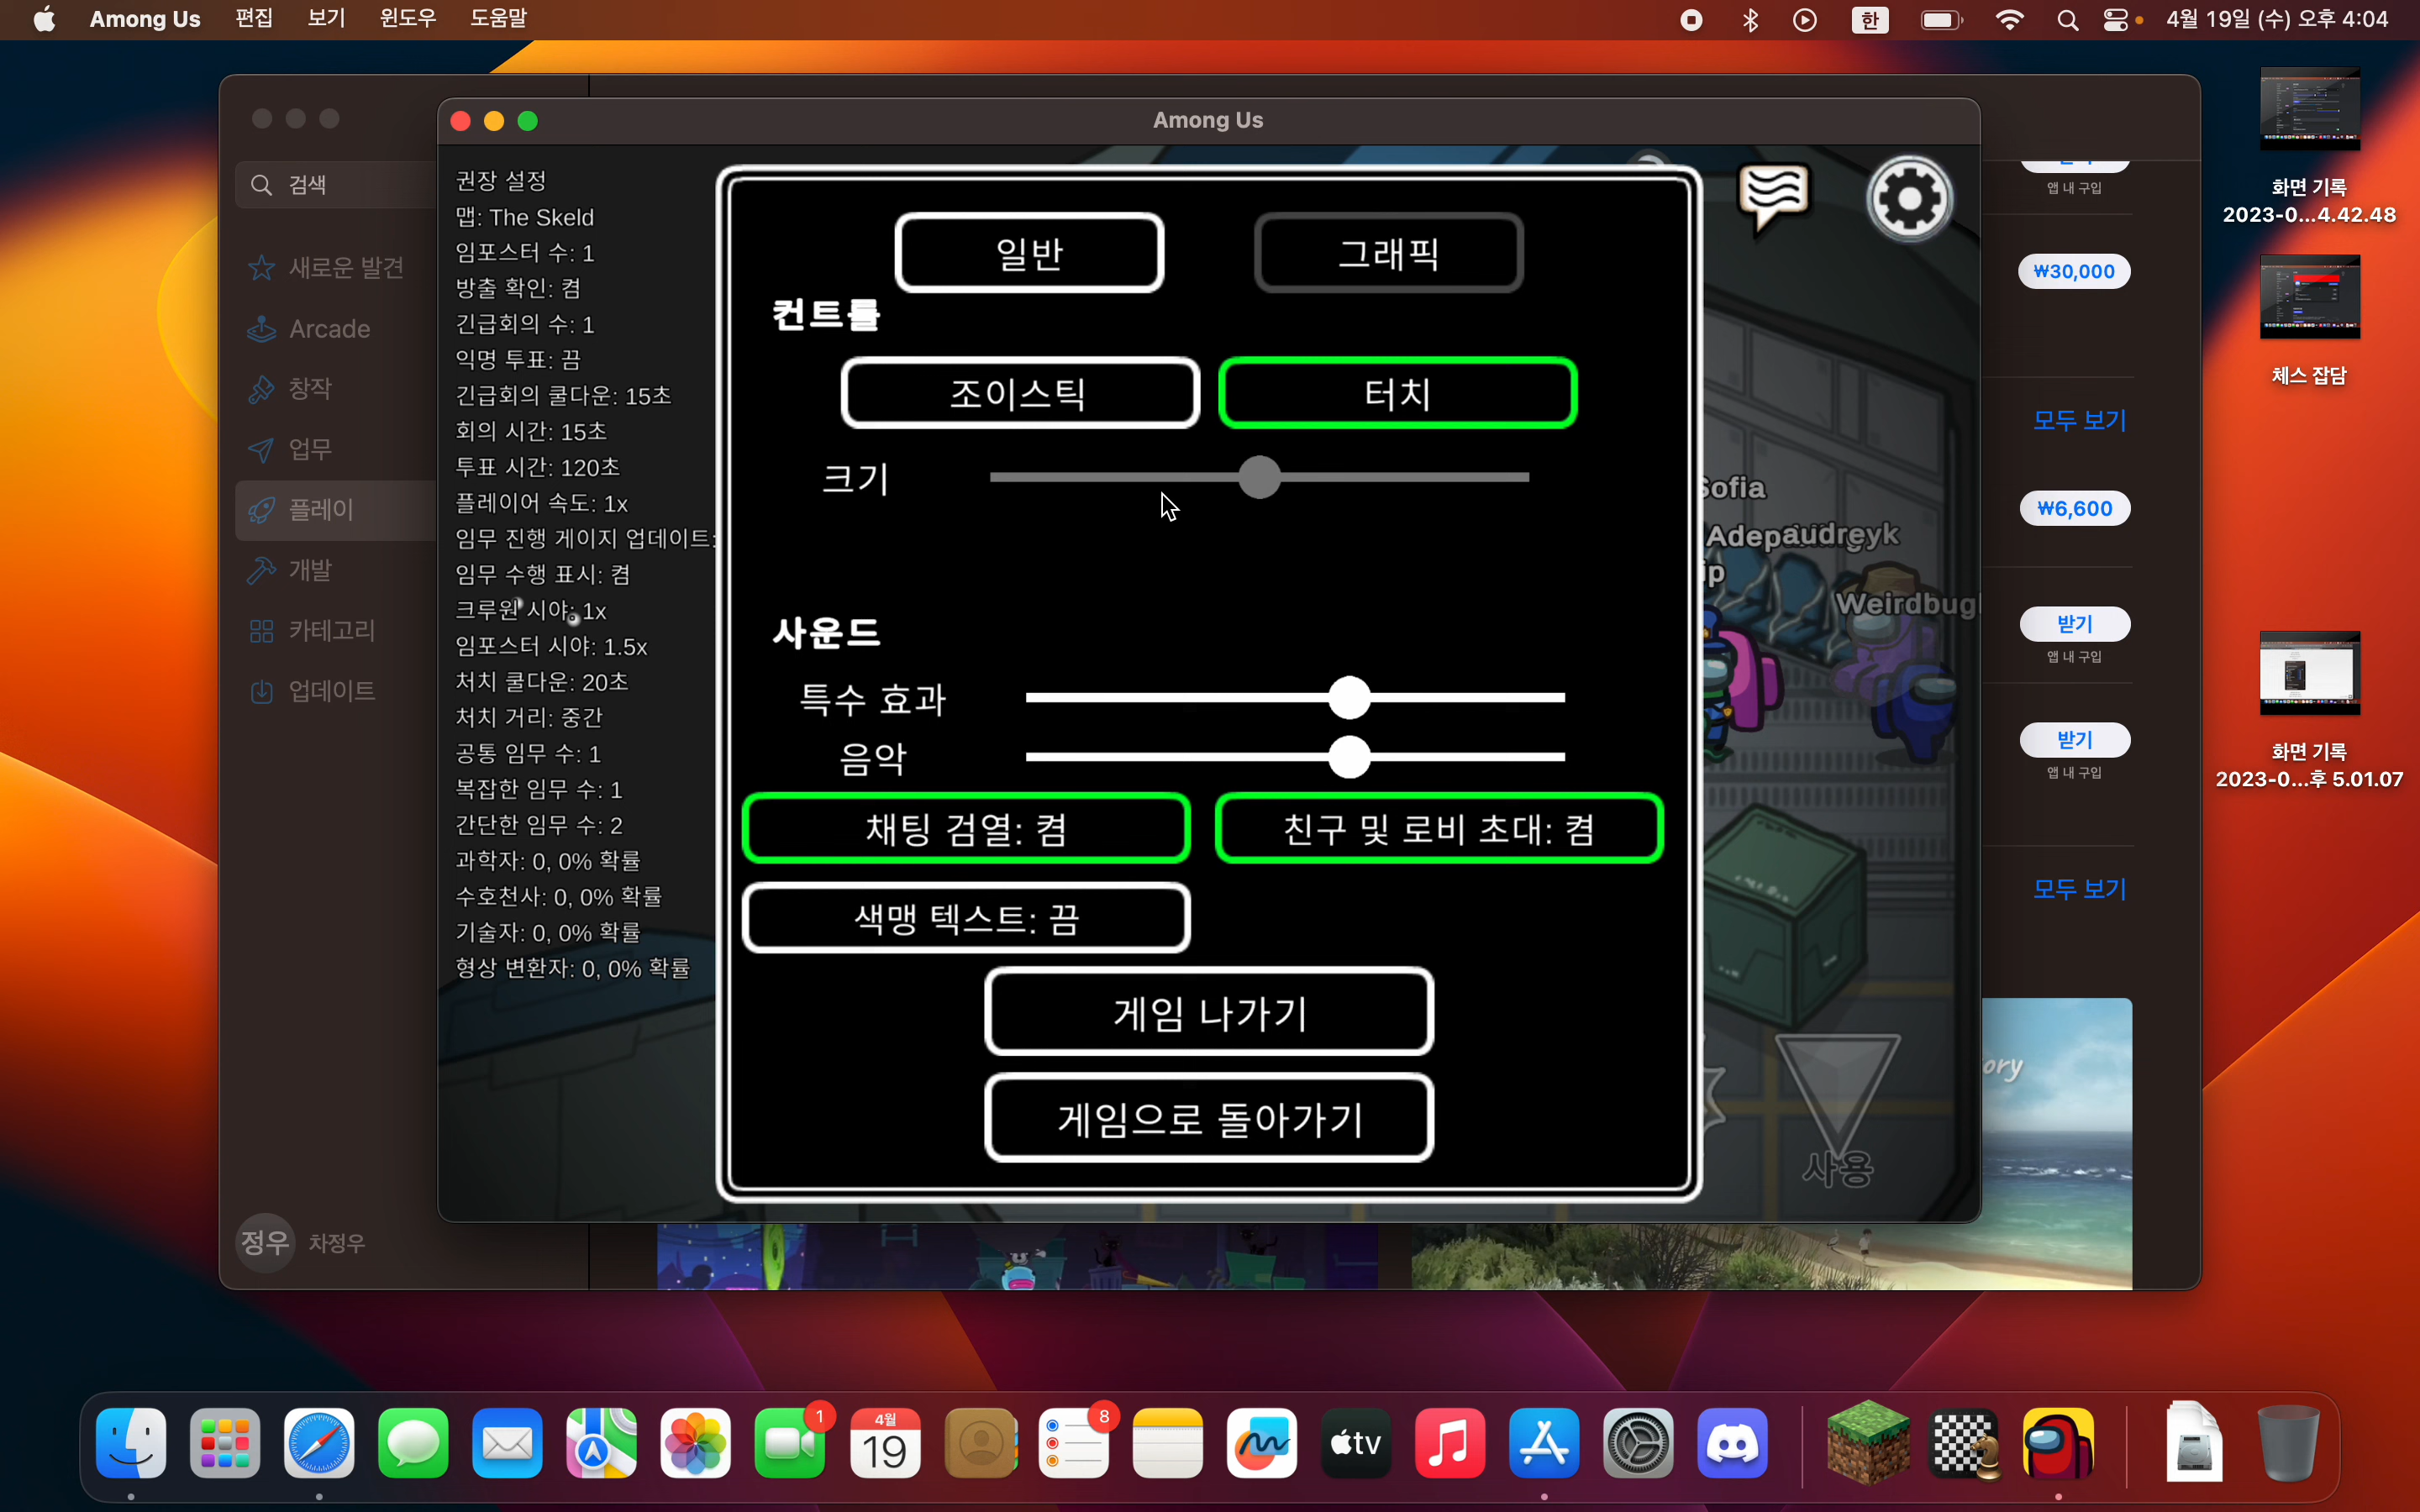 Among Us 편집 보기 윈도우 도움말
한 4월 19일 (수) 오후 4:04
Among Us
검색
새로운 발견
Arcade
창작
업무
플레이
개발
카테고리
업데이트
정우 차정우
권장 설정
맵: The Skeld
임포스터 수: 1
방출 확인: 켬
긴급회의 수: 1
익명 투표: 끔
긴급회의 쿨다운: 15초
회의 시간: 15초
투표 시간: 120초
플레이어 속도: 1x
임무 진행 게이지 업데이트:
임무 수행 표시: 켬
크루원 시야: 1x
임포스터 시야: 1.5x
처치 쿨다운: 20초
처치 거리: 중간
공통 임무 수: 1
복잡한 임무 수: 1
간단한 임무 수: 2
과학자: 0, 0% 확률
수호천사: 0, 0% 확률
기술자: 0, 0% 확률
형상 변환자: 0, 0% 확률
일반 그래픽
컨트롤
조이스틱 터치
크기
사운드
특수 효과
음악
채팅 검열: 켬 친구 및 로비 초대: 켬
색맹 텍스트: 끔
게임 나가기
게임으로 돌아가기
Sofia
Adep audreyk
ip
Weirdbug
사용
앱 내 구입
₩30,000
모두 보기
₩6,600
받기
앱 내 구입
받기
앱 내 구입
모두 보기
ory
화면 기록
2023-0...4.42.48
체스 잡담
화면 기록
2023-0...후 5.01.07
1
4월
19
8
tv